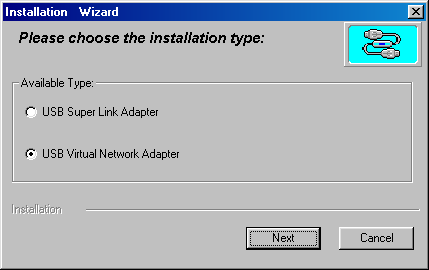 Installation Wizard
Please choose the installation type:
Available Type:
USB Super Link Adapter
USB Virtual Network Adapter
Installation
Next
Cancel